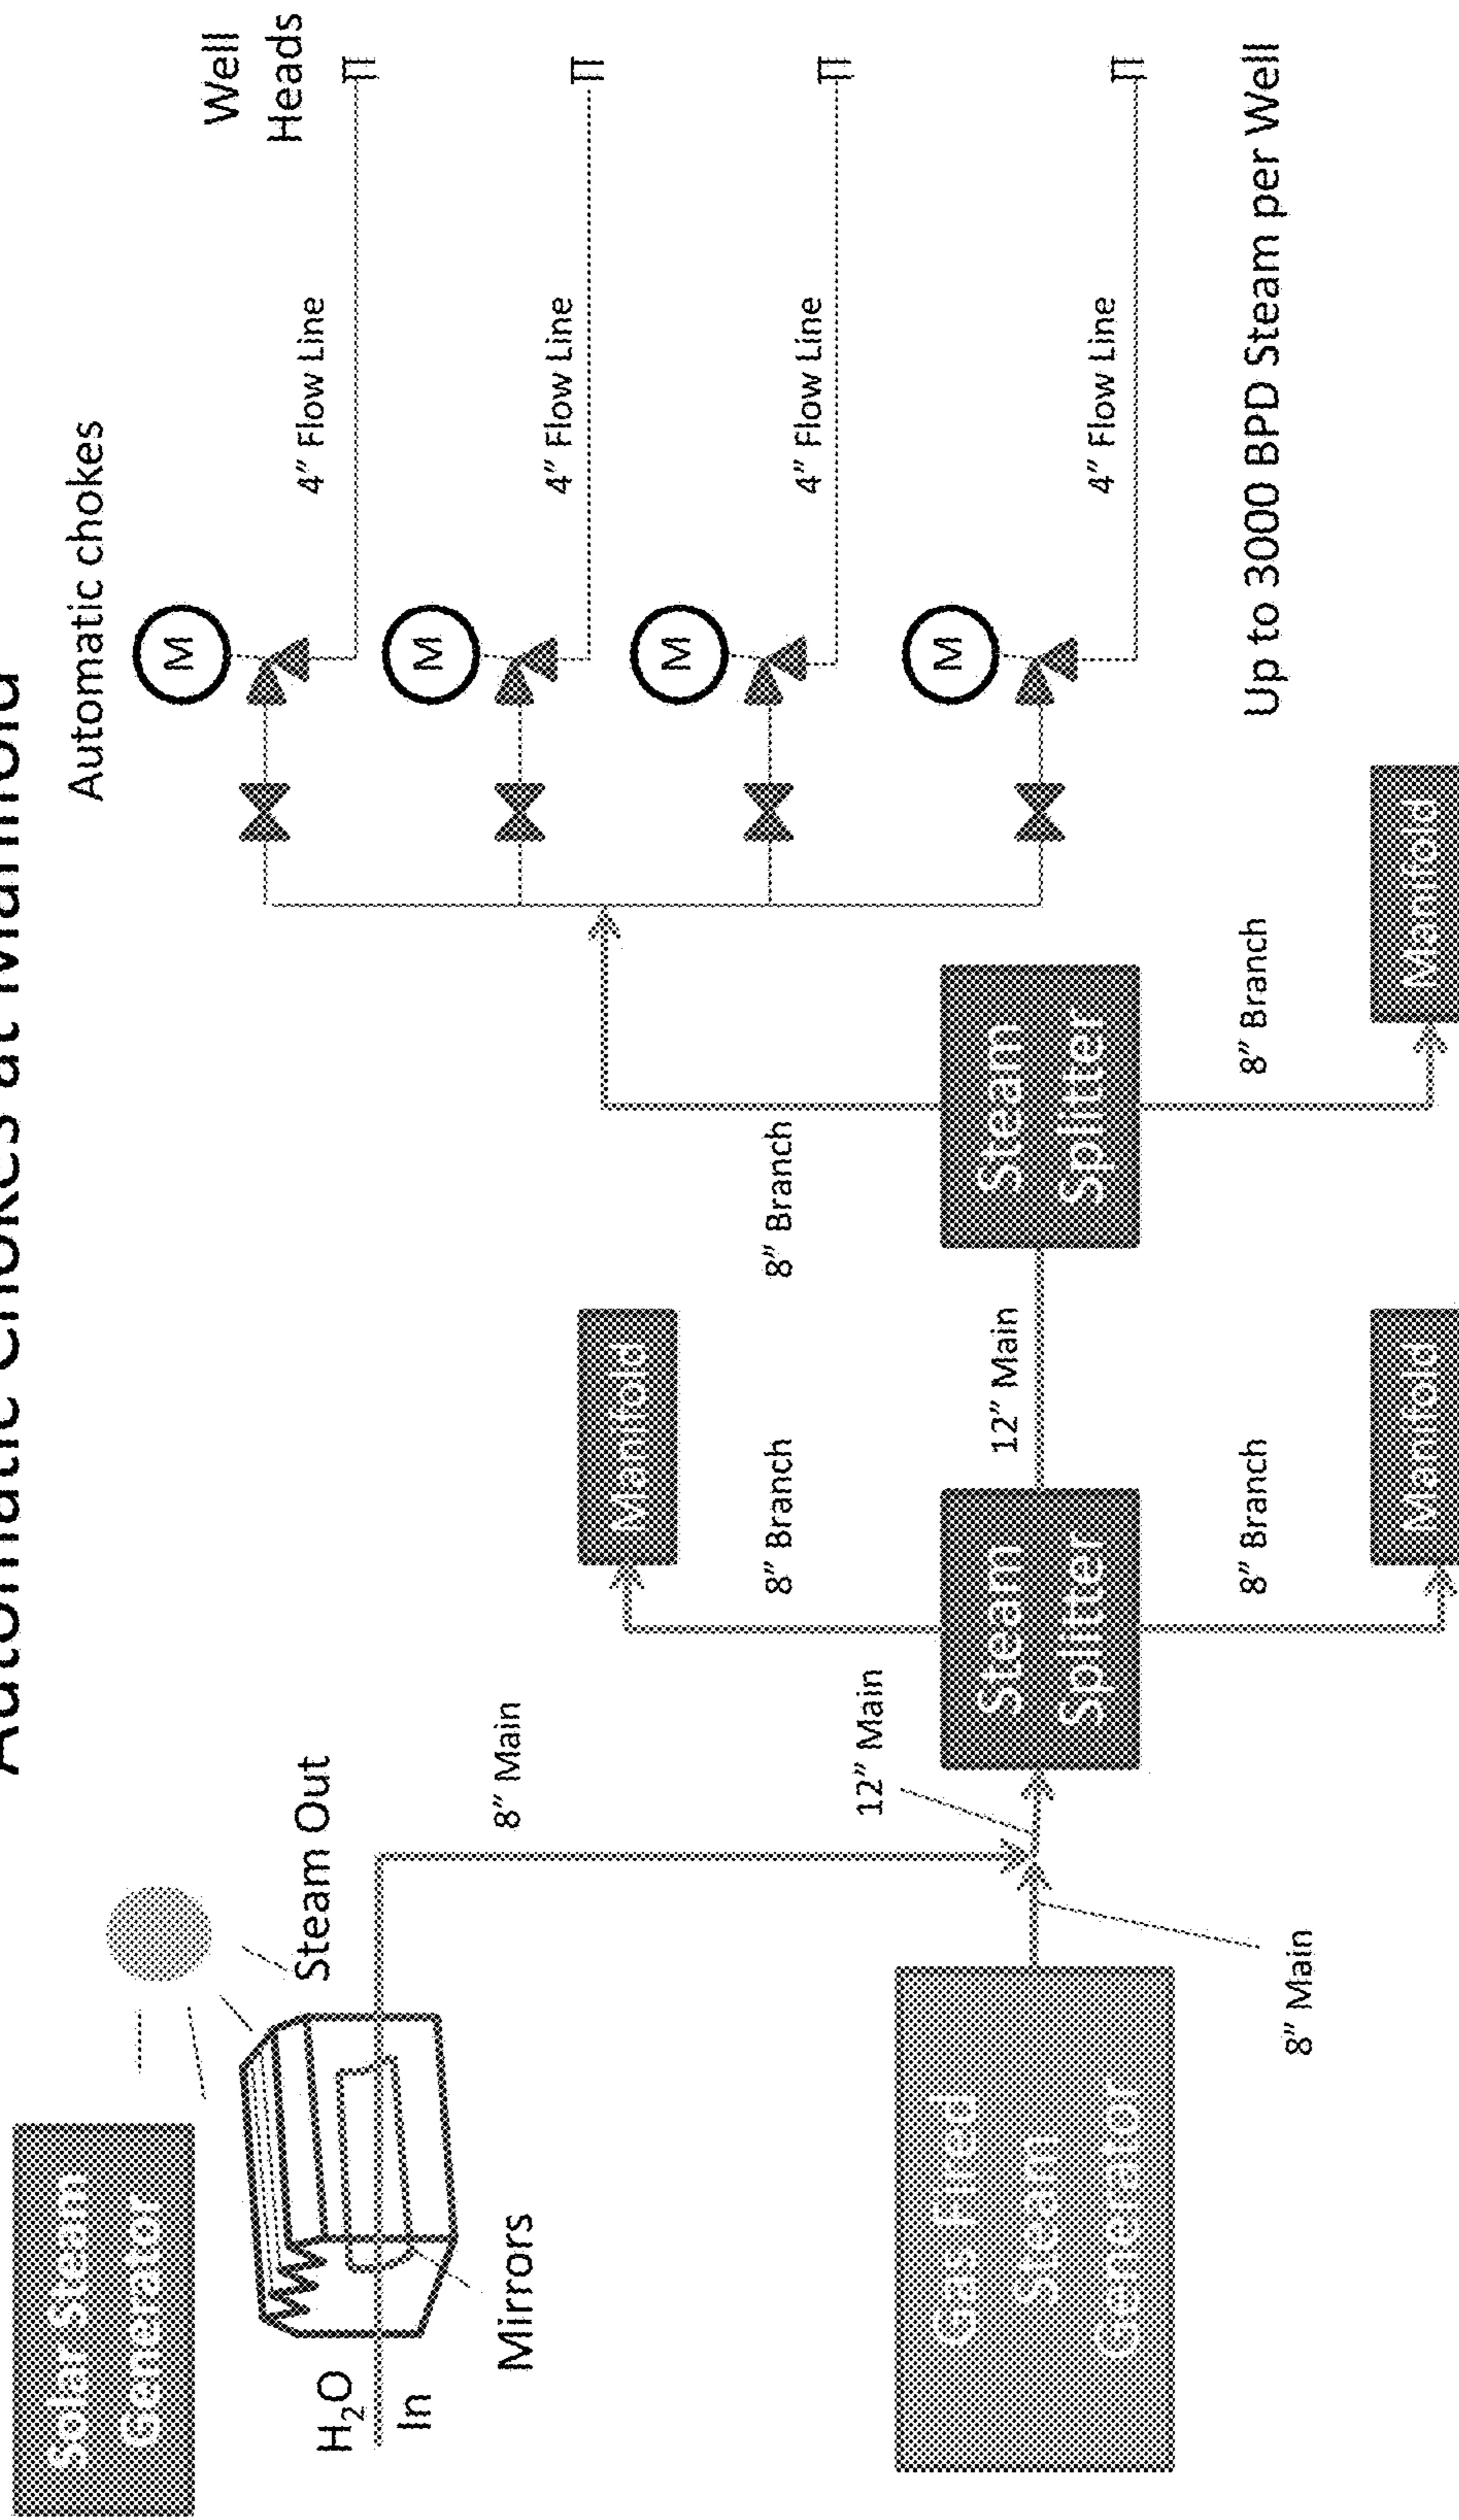 Automatic Chokes at Manifold
Solar Steam
Generator
H₂O
In
Mirrors
Steam Out
8” Main
Gas Fired
Steam
Generator
8” Main
12” Main
Steam
Splitter
8” Branch
Manifold
8” Branch
Manifold
12” Main
Steam
Splitter
8” Branch
8” Branch
Manifold
Automatic chokes
M
M
M
M
4” Flow Line
4” Flow Line
4” Flow Line
4” Flow Line
Well
Heads
Up to 3000 BPD Steam per Well